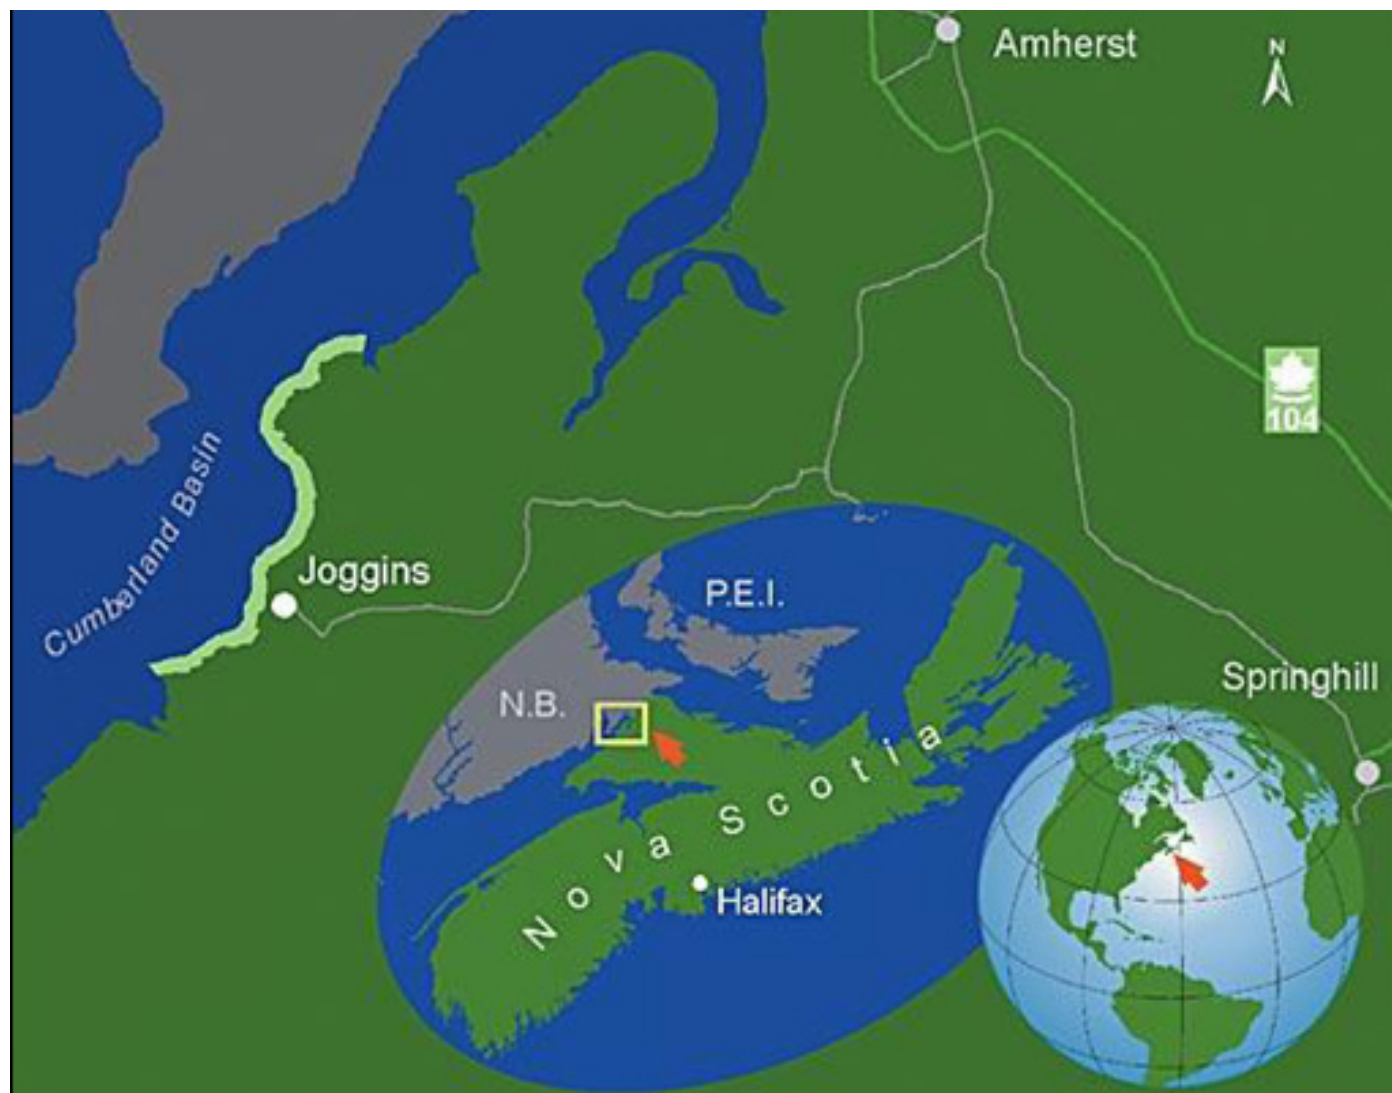 Amherst
N
104
Cumberland Basin
Joggins
P.E.I.
N.B.
Springhill
Nova Scotia
Halifax